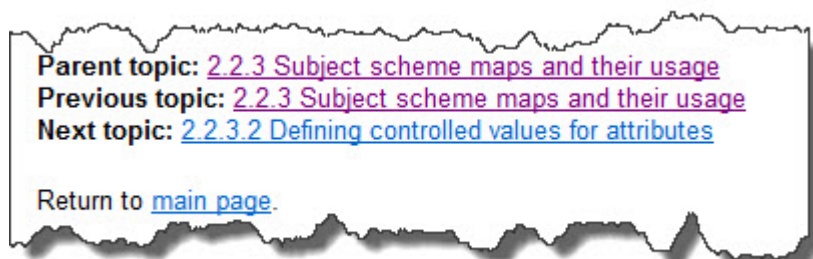 Parent topic: 2.2.3 Subject scheme maps and their usage
Previous topic: 2.2.3 Subject scheme maps and their usage
Next topic: 2.2.3.2 Defining controlled values for attributes
Return to main page.